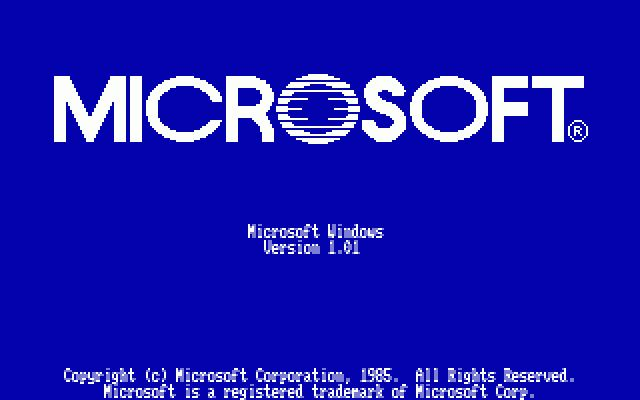 MICROSOFT®
Microsoft Windows
Version 1.01
Copyright (c) Microsoft Corporation, 1985. All Rights Reserved.
Microsoft is a registered trademark of Microsoft Corp.